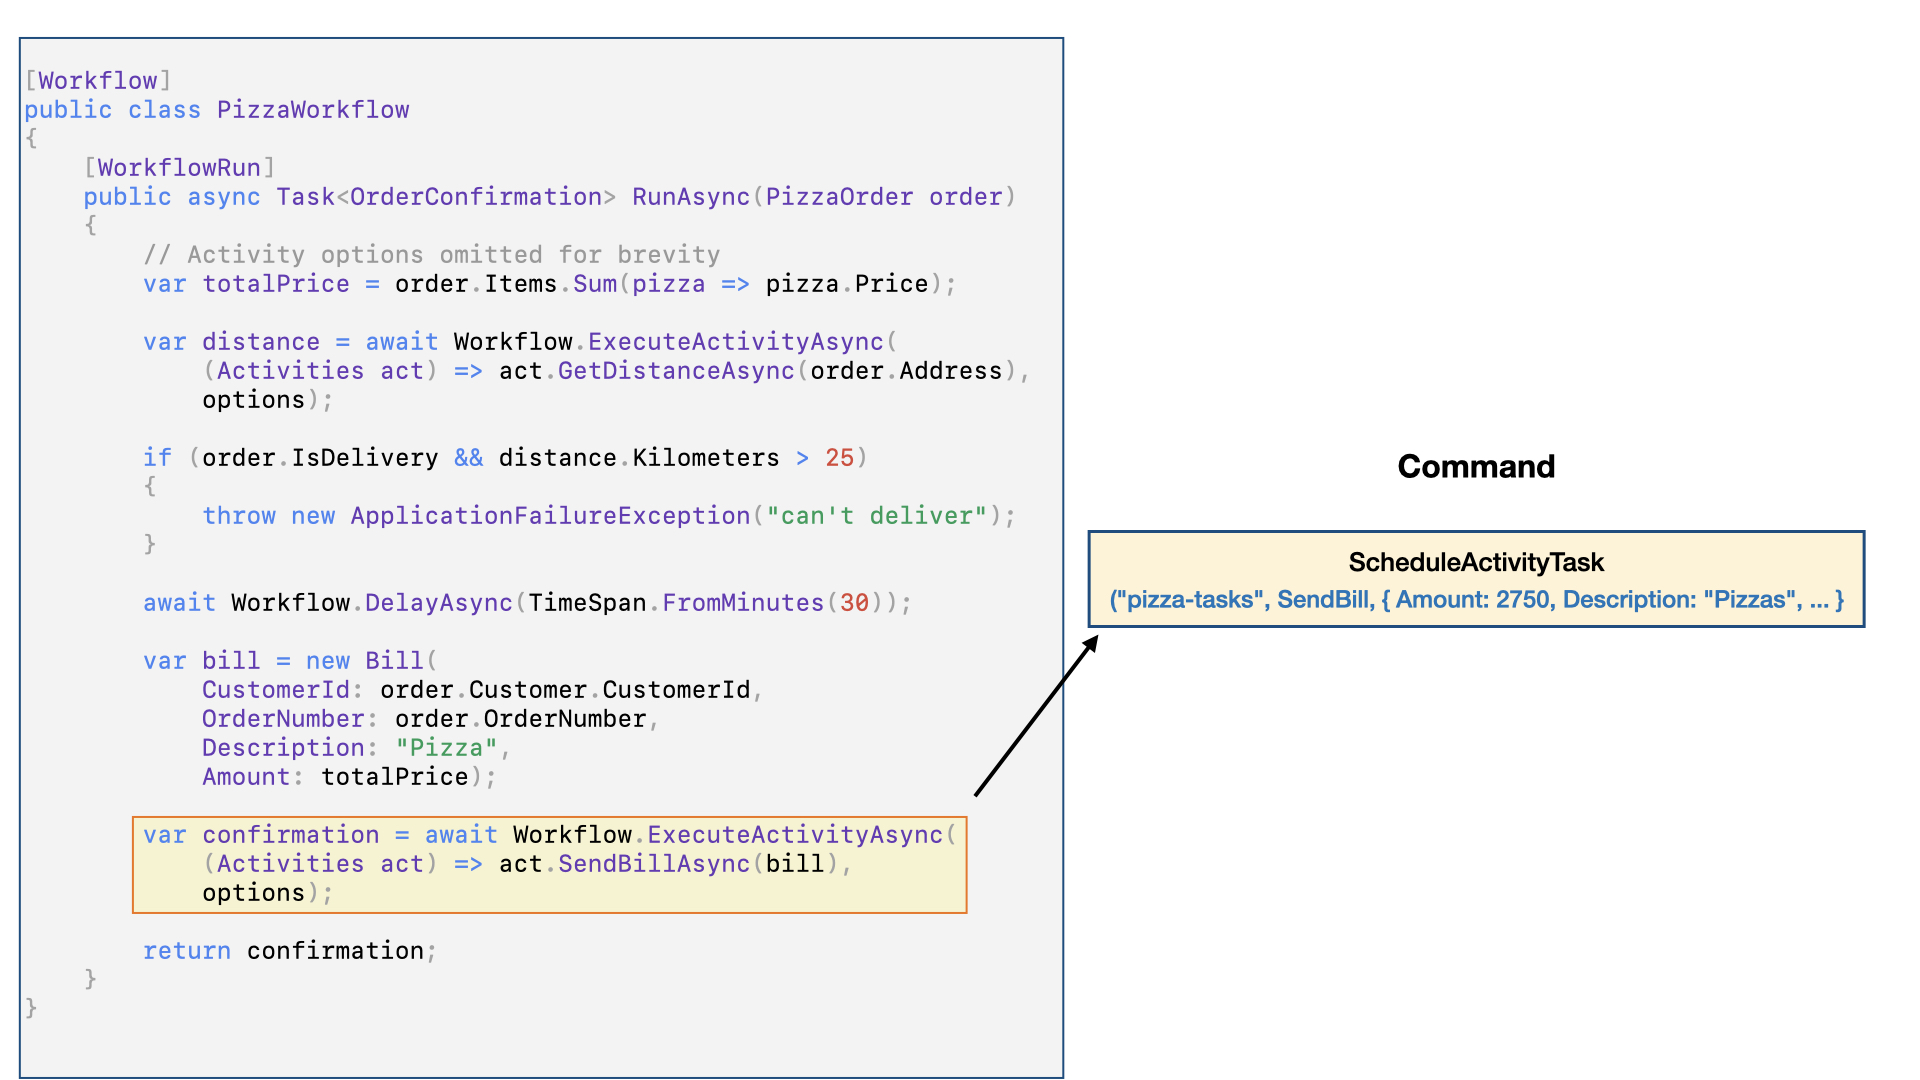 [Workflow]
public class PizzaWorkflow
{
    [WorkflowRun]
    public async Task<OrderConfirmation> RunAsync(PizzaOrder order)
    {
        // Activity options omitted for brevity
        var totalPrice = order.Items.Sum(pizza => pizza.Price);
        var distance = await Workflow.ExecuteActivityAsync(
            (Activities act) => act.GetDistanceAsync(order.Address),
            options);
        if (order.IsDelivery && distance.Kilometers > 25)
        {
            throw new ApplicationFailureException("can't deliver");
        }
        await Workflow.DelayAsync(TimeSpan.FromMinutes(30));
        var bill = new Bill(
            CustomerId: order.Customer.CustomerId,
            OrderNumber: order.OrderNumber,
            Description: "Pizza",
            Amount: totalPrice);
        var confirmation = await Workflow.ExecuteActivityAsync(
            (Activities act) => act.SendBillAsync(bill),
            options);
        return confirmation;
    }
}
Command
ScheduleActivityTask
("pizza-tasks", SendBill, { Amount: 2750, Description: "Pizzas", ... }